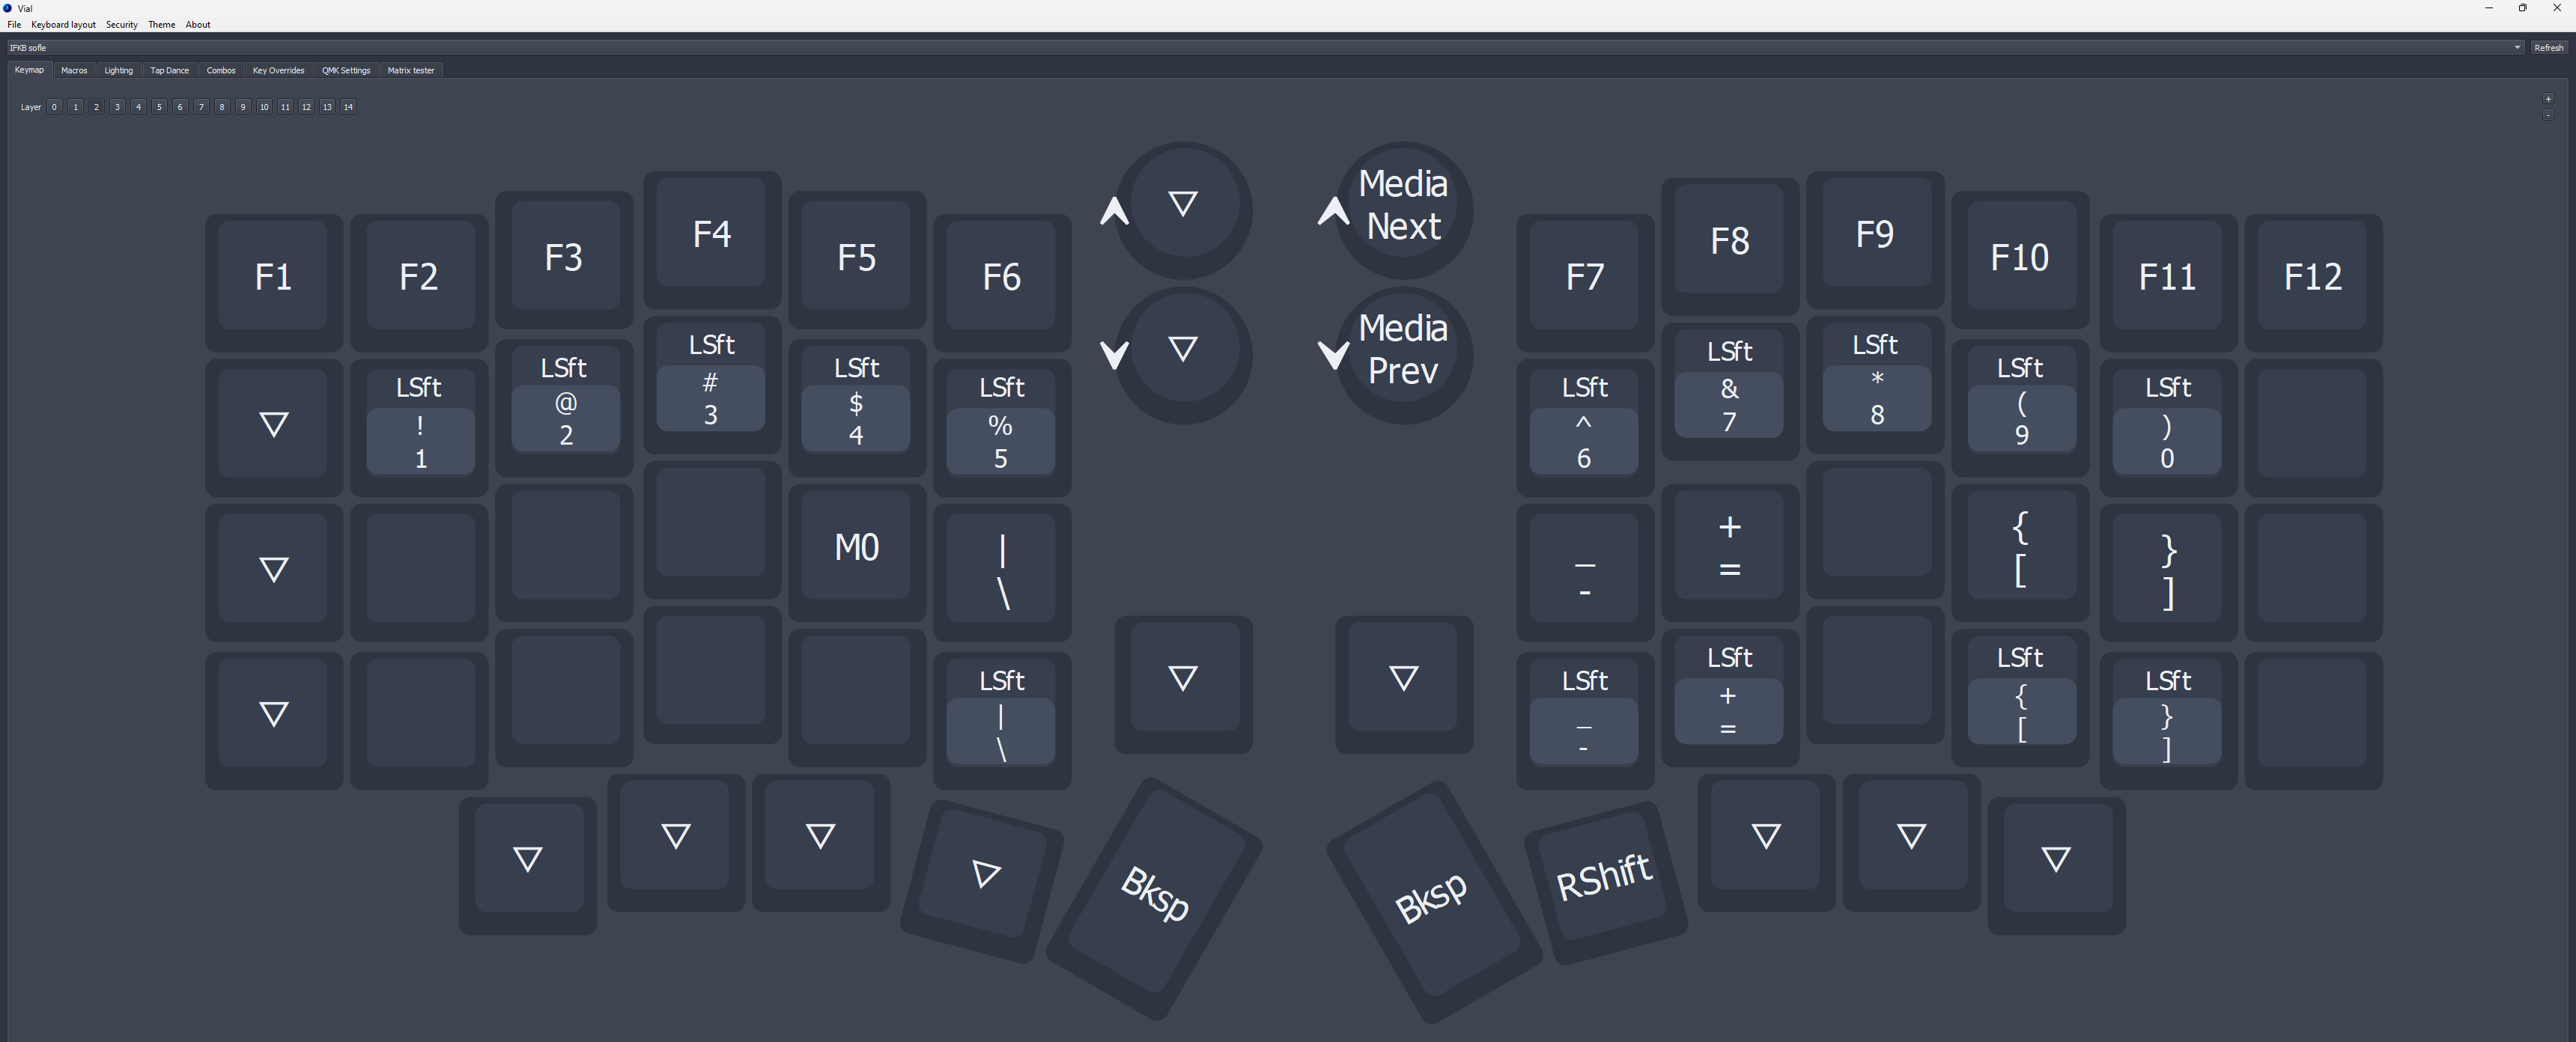 Vial
File Keyboard layout Security Theme About
IFKB sofle
Refresh
Keymap Macros Lighting Tap Dance Combos Key Overrides QMK Settings Matrix tester
Layer 0 1 2 3 4 5 6 7 8 9 10 11 12 13 14
+
-
F1 F2 F3 F4 F5 F6 ▽ Media Next F7 F8 F9 F10 F11 F12
▽ Media Prev
▽
LSft
!
1
LSft
@
2
LSft
#
3
LSft
$
4
LSft
%
5
LSft
^
6
LSft
&
7
LSft
*
8
LSft
(
9
LSft
)
0
▽
M0
|
\
_
-
+
=
{
[
}
]
▽
LSft
|
\
▽
▽
LSft
_
-
LSft
+
=
LSft
{
[
LSft
}
]
▽ ▽ ▽ ▽ Bksp Bksp RShift ▽ ▽ ▽